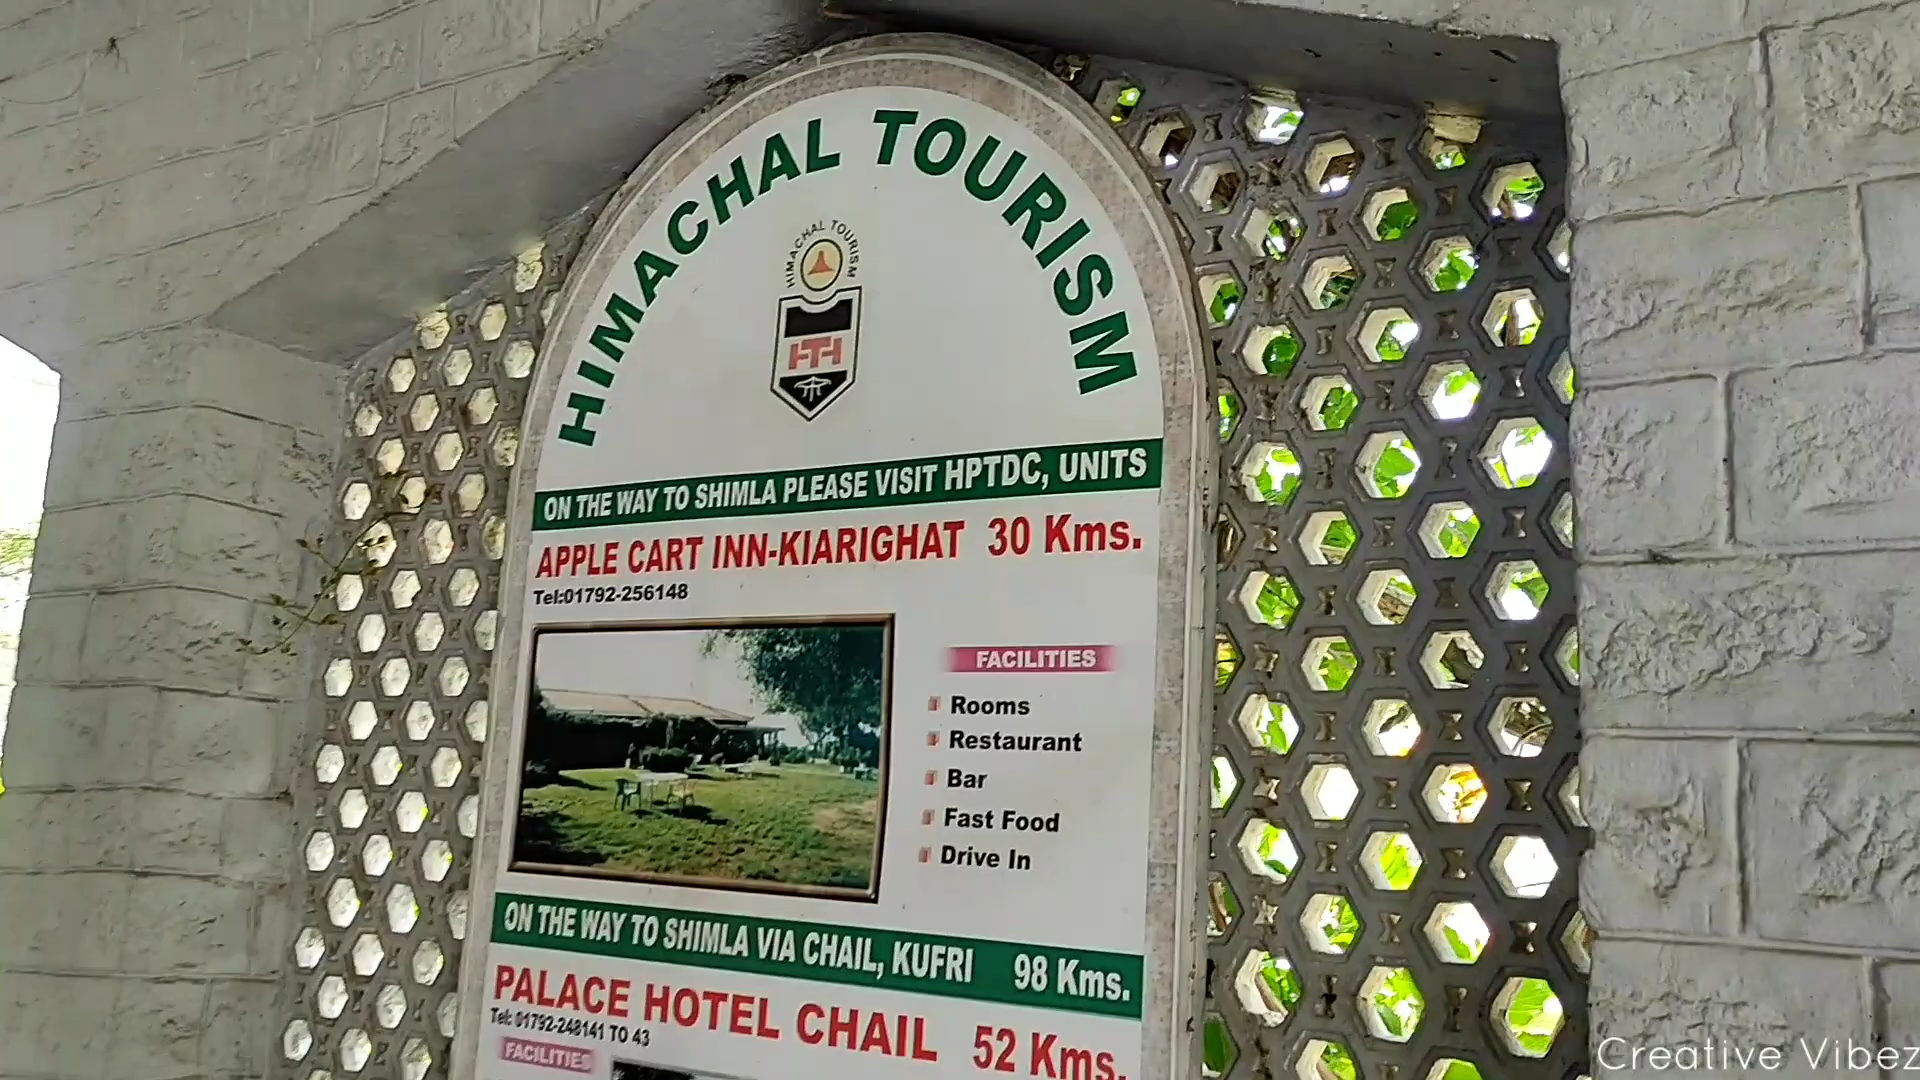 HIMACHAL TOURISM
HIMACHAL TOURISM
HTH
ON THE WAY TO SHIMLA PLEASE VISIT HPTDC, UNITS
APPLE CART INN-KIARIGHAT 30 Kms.
Tel:01792-256148
FACILITIES
Rooms
Restaurant
Bar
Fast Food
Drive In
ON THE WAY TO SHIMLA VIA CHAIL, KUFRI 98 Kms.
PALACE HOTEL CHAIL 52 Kms.
Tel: 01792-248141 TO 43
FACILITIES
Creative Vibez